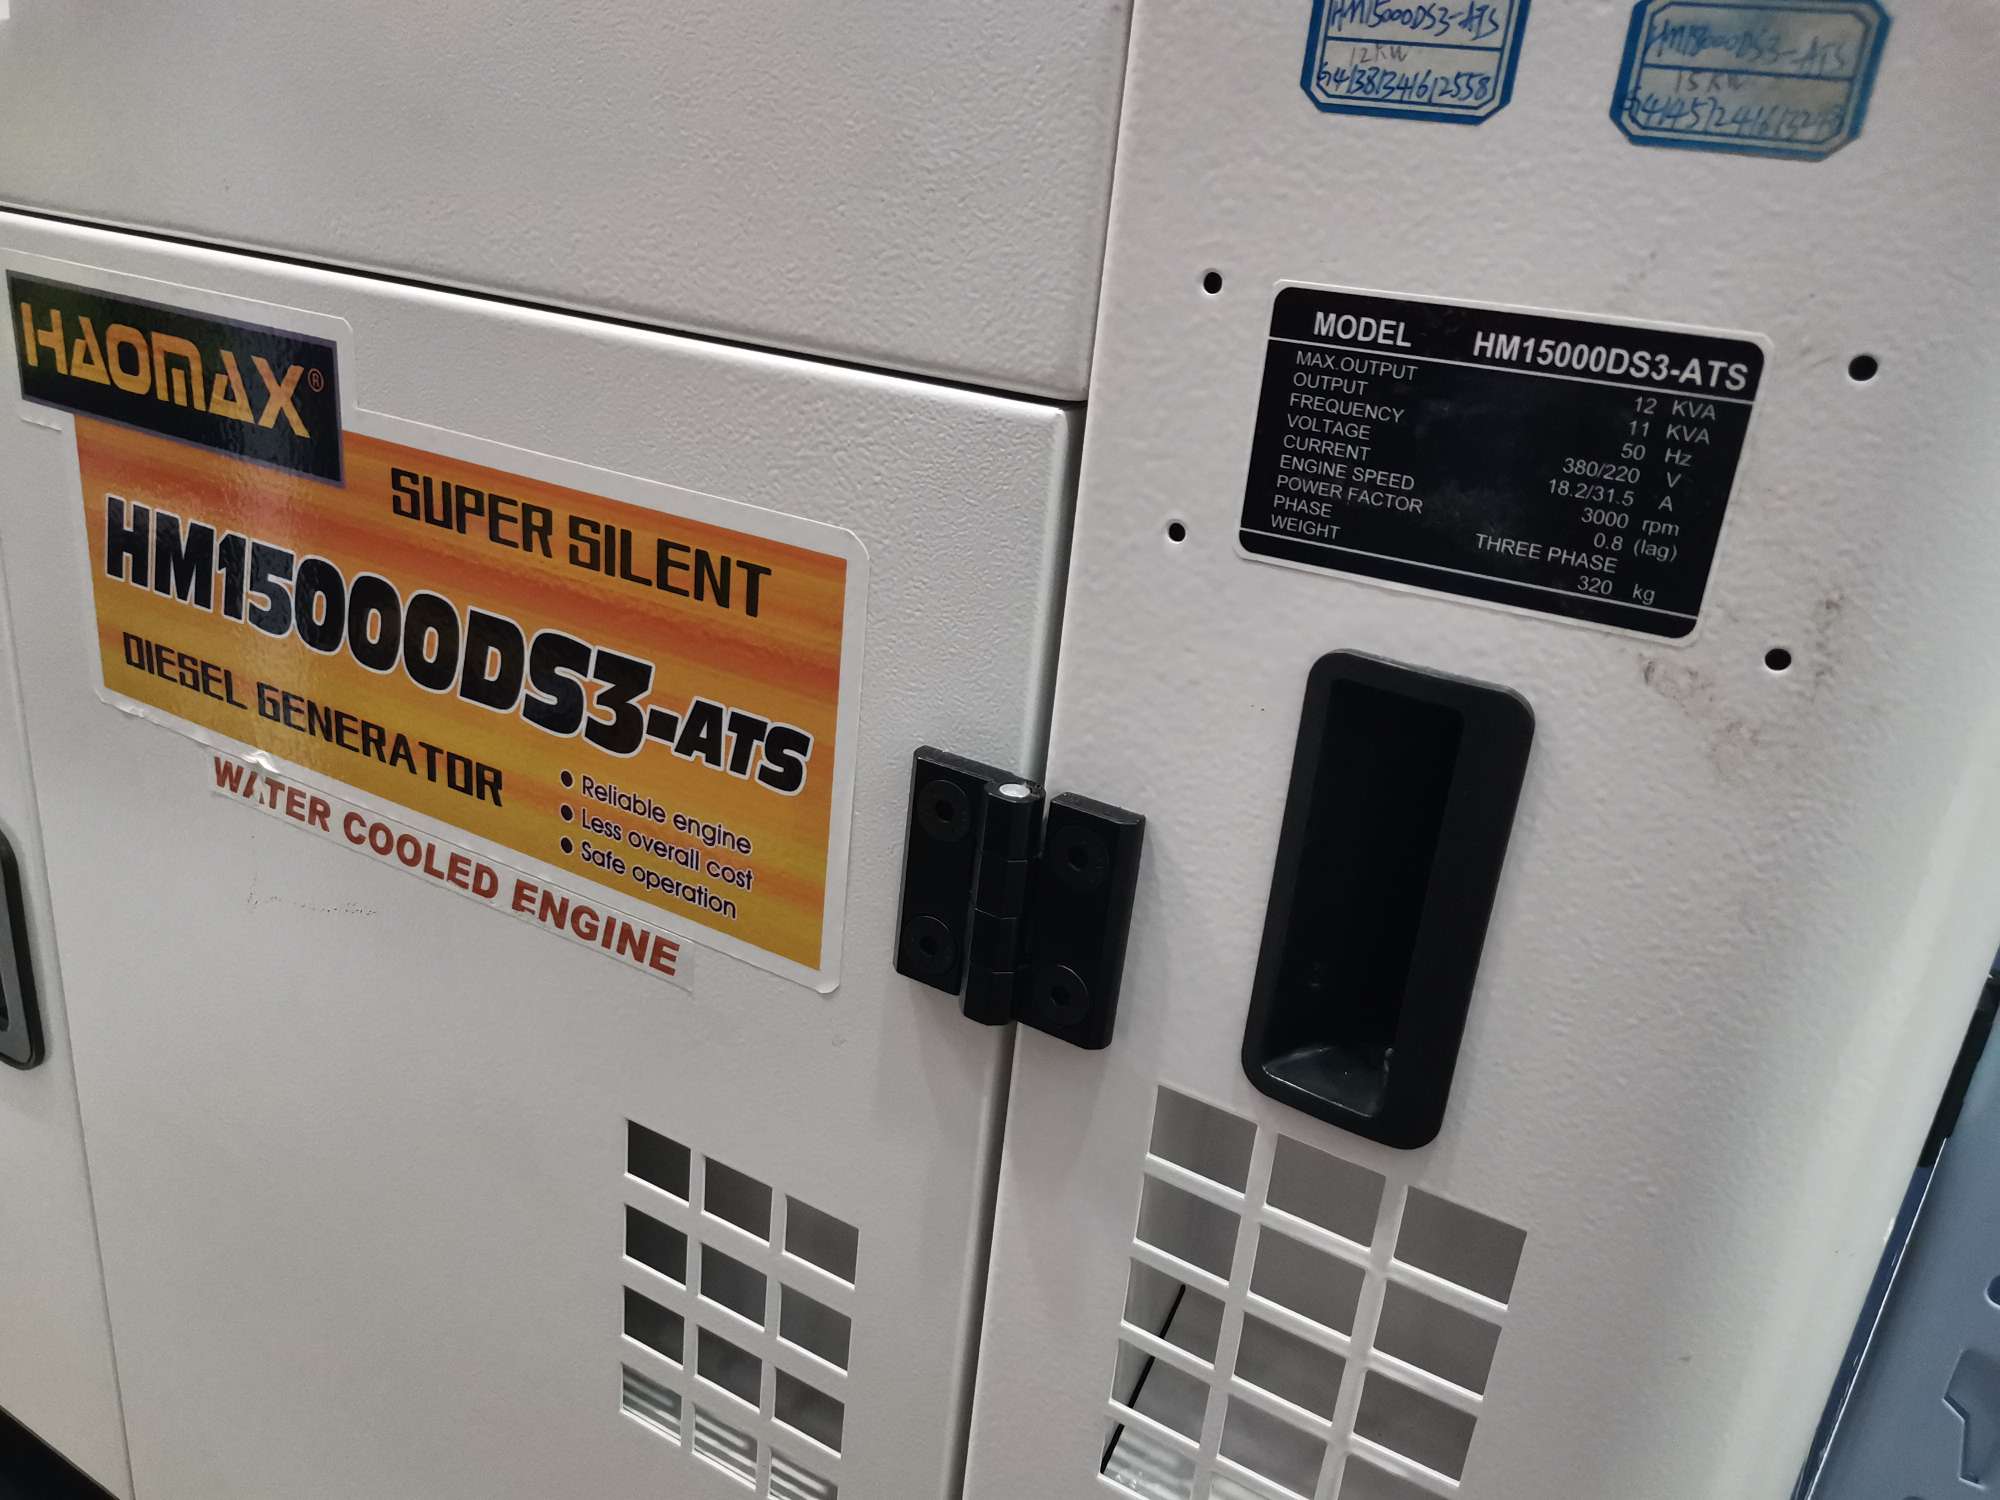 HAOMAX®
SUPER SILENT
HM15000DS3-ATS
DIESEL GENERATOR
• Reliable engine
• Less overall cost
• Safe operation
WATER COOLED ENGINE
HM15000DS3-ATS
12KW
HM15000DS3-ATS
15KW
MODEL HM15000DS3-ATS
MAX.OUTPUT 12 KVA
OUTPUT 11 KVA
FREQUENCY 50 Hz
VOLTAGE 380/220 V
CURRENT 18.2/31.5 A
ENGINE SPEED 3000 rpm
POWER FACTOR 0.8 (lag)
PHASE THREE PHASE
WEIGHT 320 kg